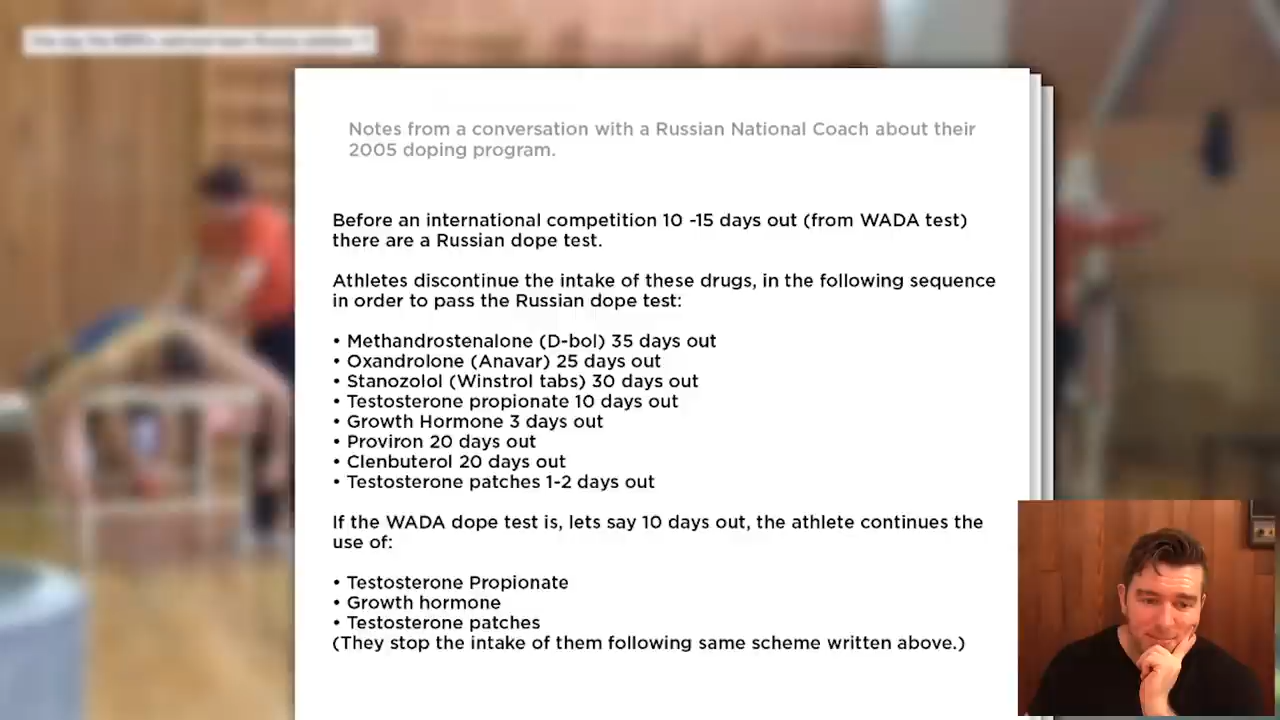 Notes from a conversation with a Russian National Coach about their
2005 doping program.
Before an international competition 10 -15 days out (from WADA test)
there are a Russian dope test.
Athletes discontinue the intake of these drugs, in the following sequence
in order to pass the Russian dope test:
• Methandrostenalone (D-bol) 35 days out
• Oxandrolone (Anavar) 25 days out
• Stanozolol (Winstrol tabs) 30 days out
• Testosterone propionate 10 days out
• Growth Hormone 3 days out
• Proviron 20 days out
• Clenbuterol 20 days out
• Testosterone patches 1-2 days out
If the WADA dope test is, lets say 10 days out, the athlete continues the
use of:
• Testosterone Propionate
• Growth hormone
• Testosterone patches
(They stop the intake of them following same scheme written above.)